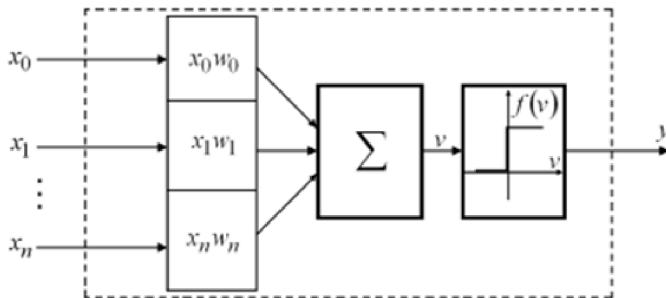 x₀
x₀w₀
x₁
x₁w₁
⋮
xₙ
xₙwₙ
Σ
v
f(v)
v
y